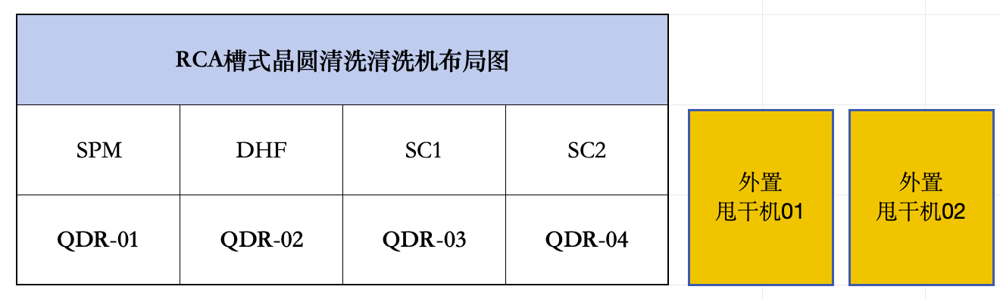 RCA槽式晶圆清洗清洗机布局图
SPM DHF SC1 SC2
QDR-01 QDR-02 QDR-03 QDR-04
外置
甩干机01
外置
甩干机02